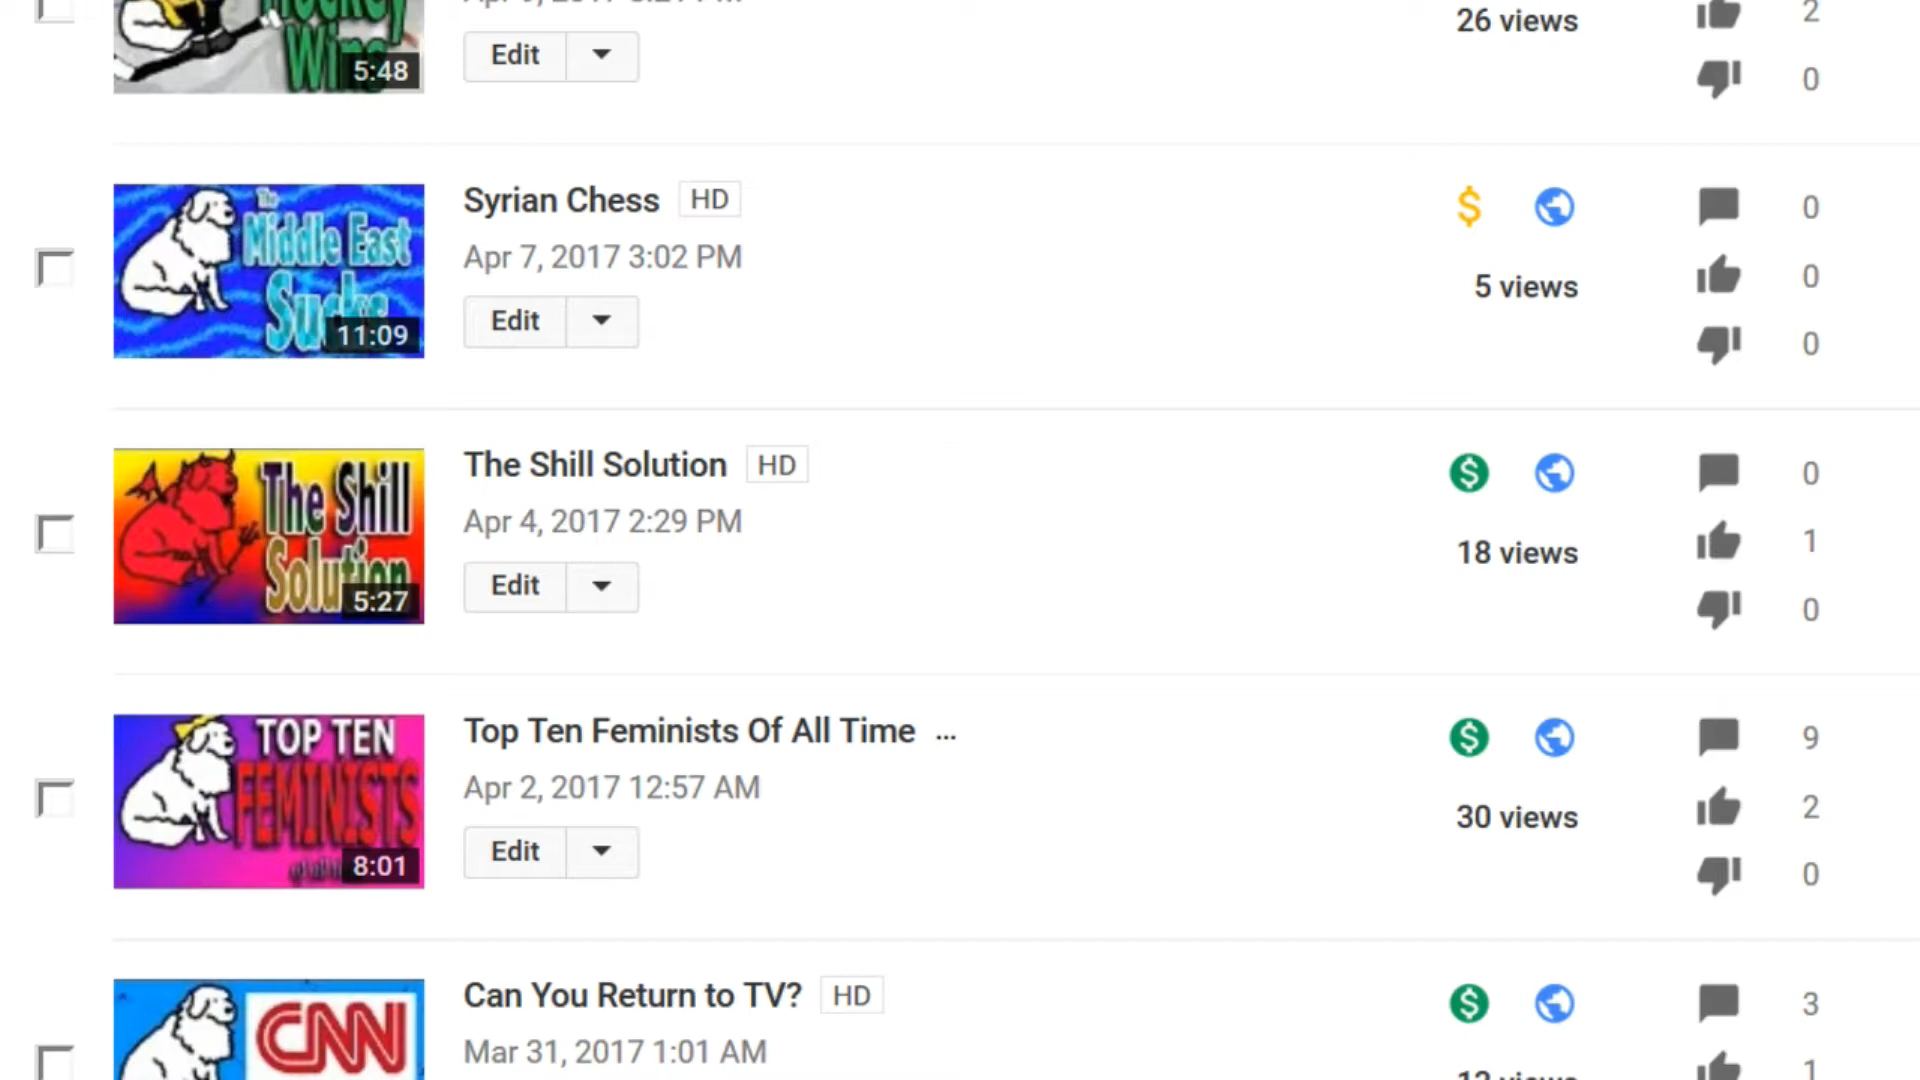 Hockey
Wins
5:48
Edit
26 views
2
0
The
Middle East
Sucks
11:09
Syrian Chess HD
Apr 7, 2017 3:02 PM
Edit
5 views
0
0
0
The Shill
Solution
5:27
The Shill Solution HD
Apr 4, 2017 2:29 PM
Edit
18 views
0
1
0
TOP TEN
FEMINISTS
8:01
Top Ten Feminists Of All Time ...
Apr 2, 2017 12:57 AM
Edit
30 views
9
2
0
CNN
Can You Return to TV? HD
Mar 31, 2017 1:01 AM
3
1